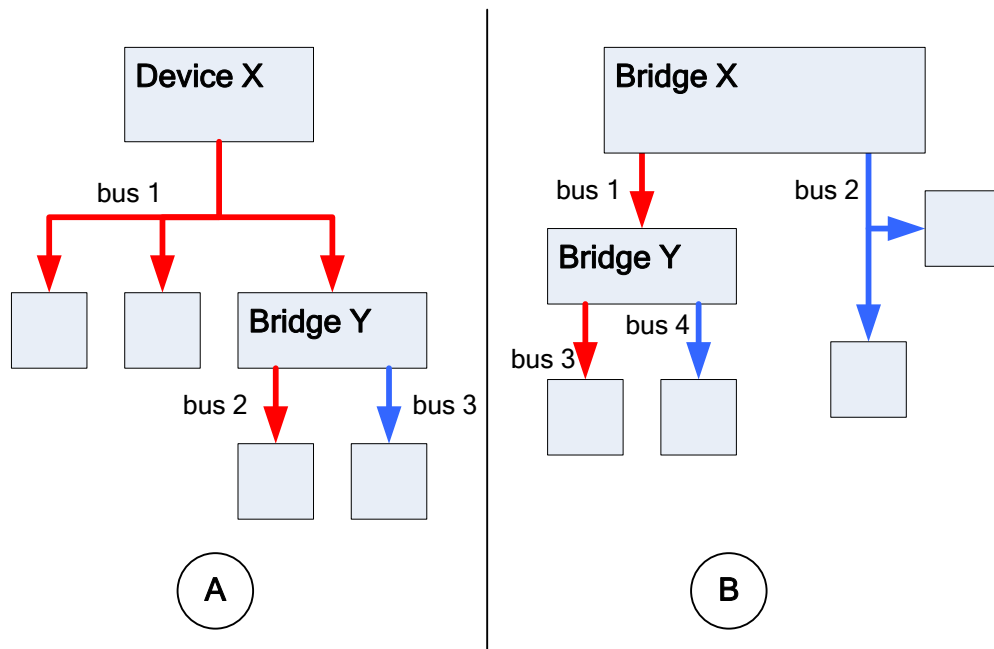 Device X
bus 1
Bridge Y
bus 2
bus 3
A
Bridge X
bus 1
bus 2
Bridge Y
bus 4
bus 3
B